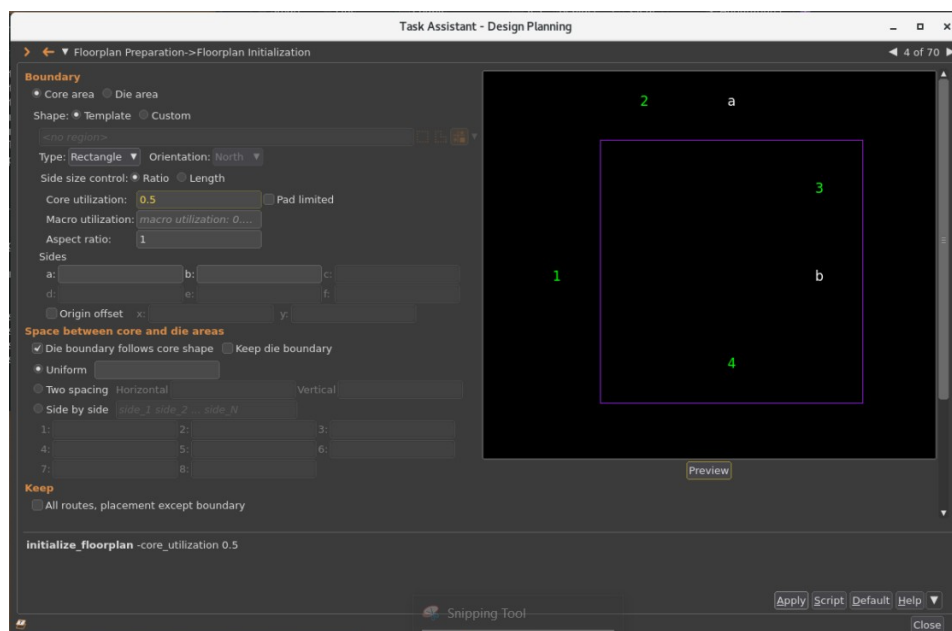 Task Assistant - Design Planning
Floorplan Preparation->Floorplan Initialization
4 of 70
Boundary
Core area Die area
Shape: Template Custom
<no region>
Type: Rectangle Orientation: North
Side size control: Ratio Length
Core utilization: 0.5 Pad limited
Macro utilization: macro utilization: 0....
Aspect ratio: 1
Sides
a: b: c:
d: e: f:
Origin offset x: y:
Space between core and die areas
Die boundary follows core shape Keep die boundary
Uniform
Two spacing Horizontal Vertical
Side by side side_1 side_2 ... side_N
1: 2: 3:
4: 5: 6:
7: 8:
Keep
All routes, placement except boundary
2 a
3
1 b
4
Preview
initialize_floorplan -core_utilization 0.5
Snipping Tool
Apply Script Default Help
Close